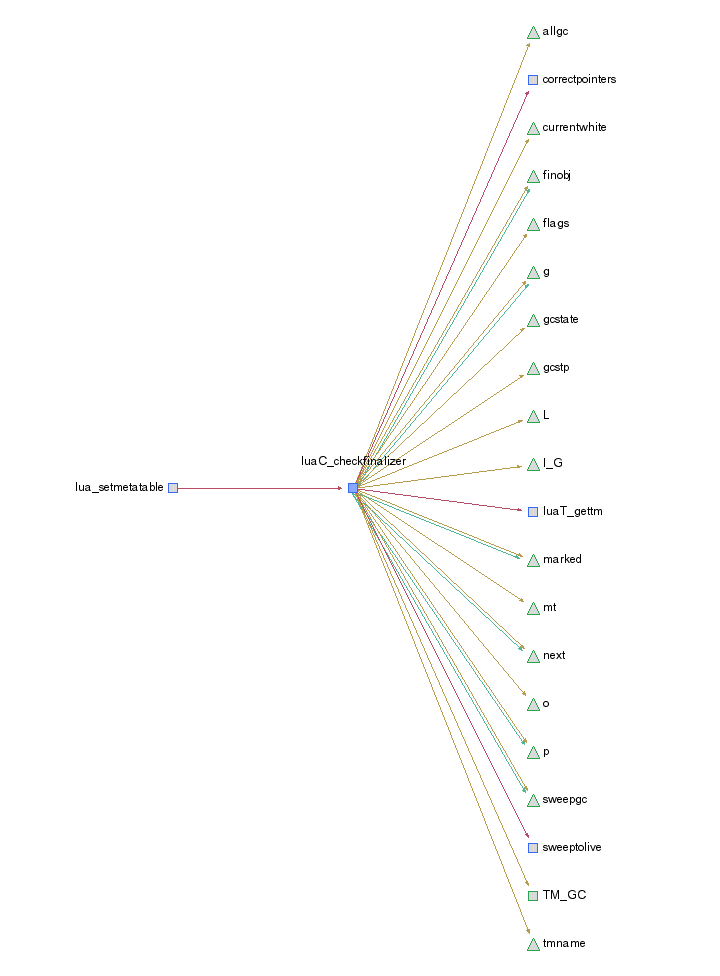 allgc
correctpointers
currentwhite
finobj
flags
g
gcstate
gcstp
L
luaC_checkfinalizer
l_G
lua_setmetatable
luaT_gettm
marked
mt
next
o
p
sweepgc
sweeptolive
TM_GC
tmname